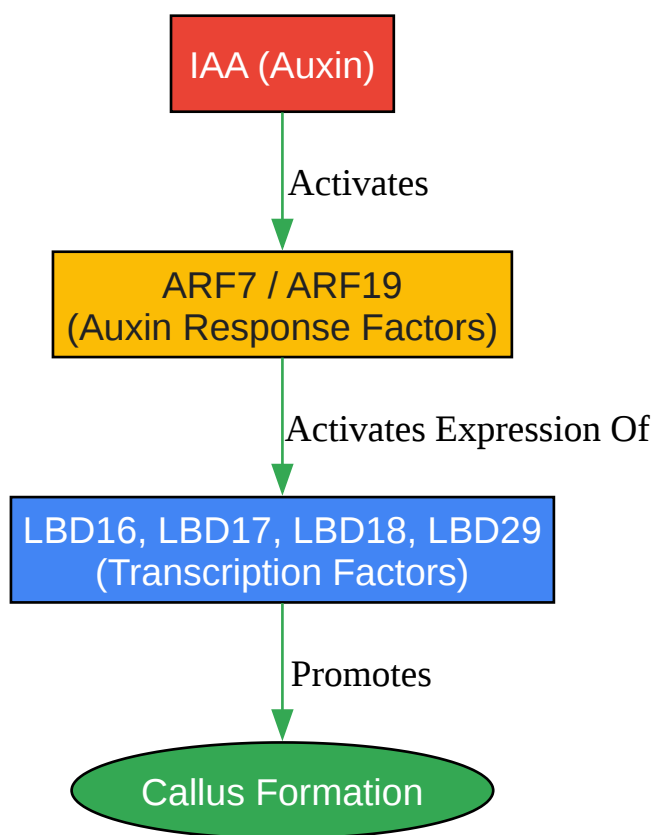 IAA (Auxin)
Activates
ARF7 / ARF19
(Auxin Response Factors)
Activates Expression Of
LBD16, LBD17, LBD18, LBD29
(Transcription Factors)
Promotes
Callus Formation